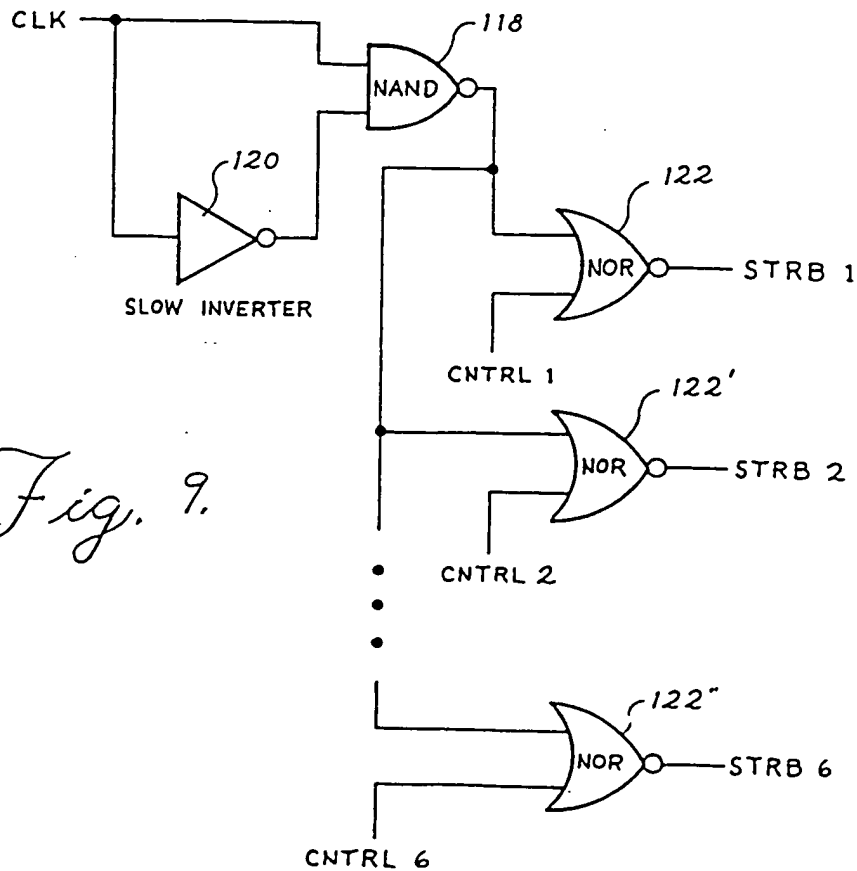 CLK
118
NAND
120
SLOW INVERTER
122
NOR
STRB 1
CNTRL 1
122'
NOR
STRB 2
CNTRL 2
Fig. 9.
122"
NOR
STRB 6
CNTRL 6